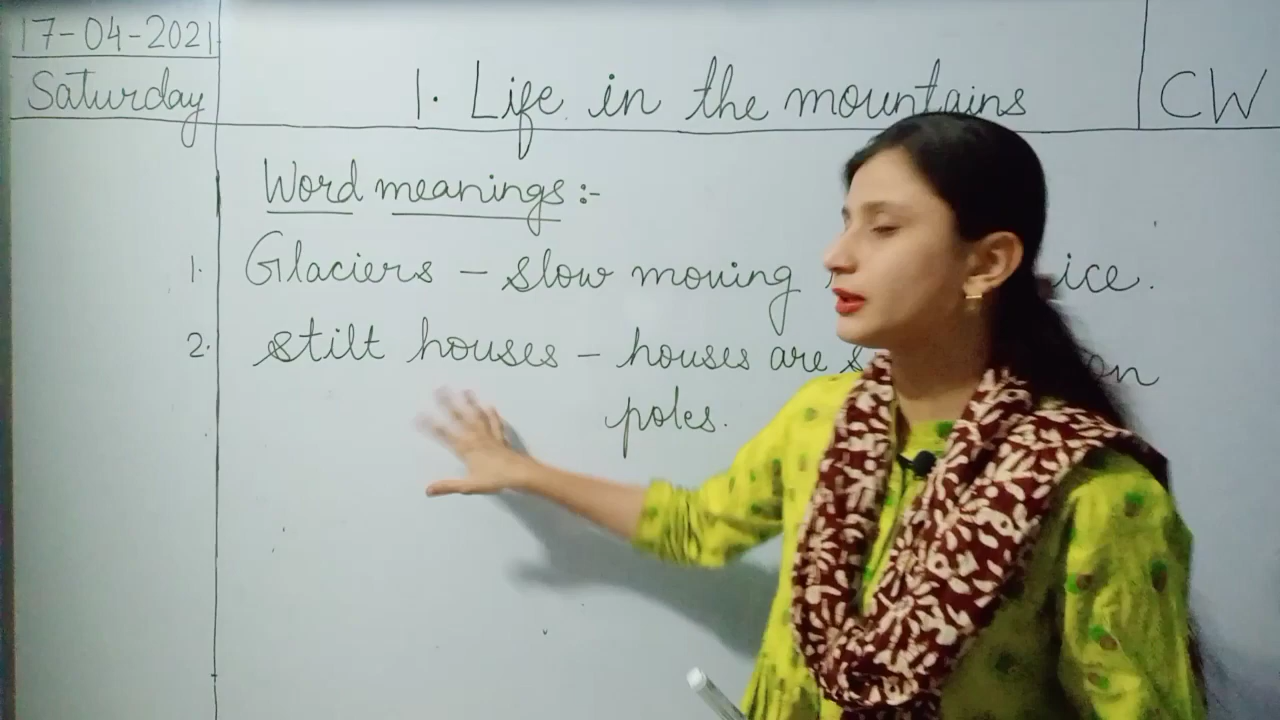 17-04-2021
Saturday
1. Life in the mountains
CW
Word meanings :-
1. Glaciers - slow moving ice.
2. stilt houses - houses are on
poles.